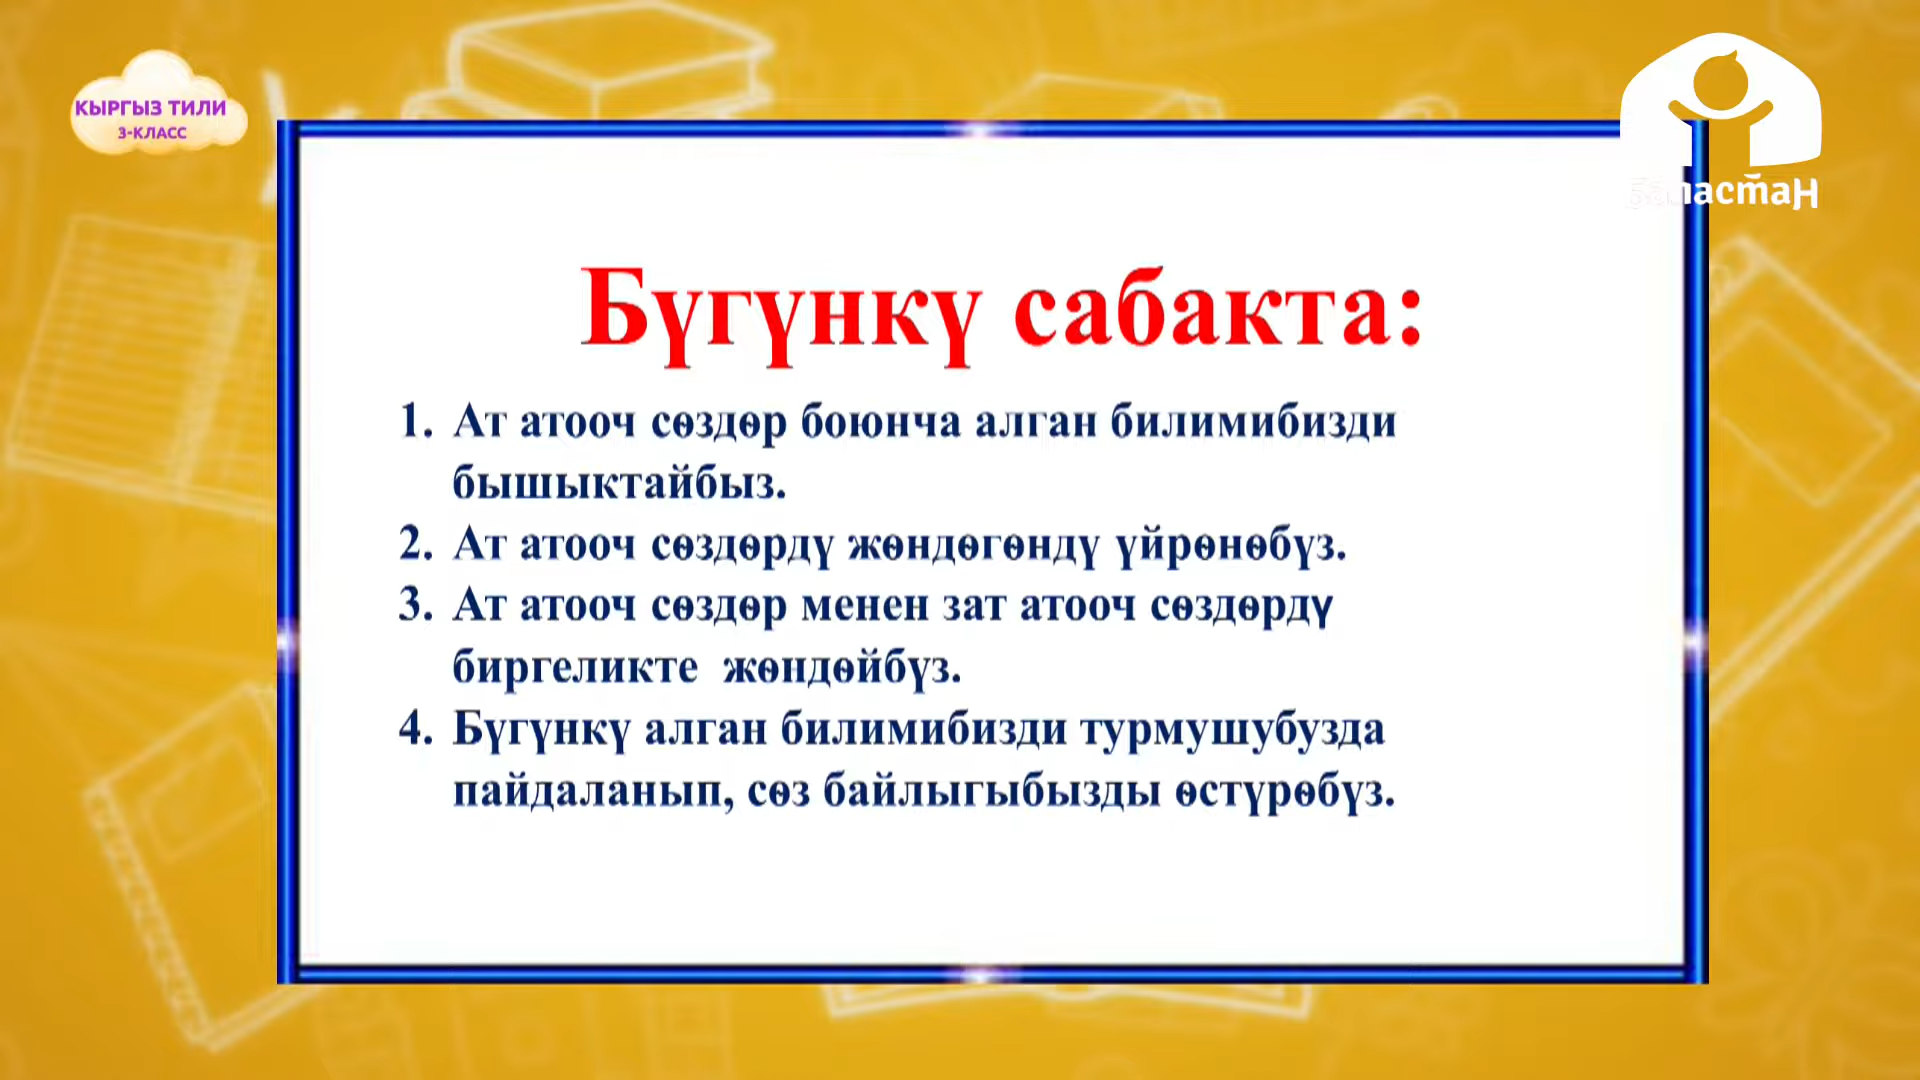 КЫРГЫЗ ТИЛИ
3-КЛАСС
баластан
Бүгүнкү сабакта:
1. Ат атооч сөздөр боюнча алган билимибизди
бышыктайбыз.
2. Ат атооч сөздөрдү жөндөгөндү үйрөнөбүз.
3. Ат атооч сөздөр менен зат атооч сөздөрдү
биргеликте жөндөйбүз.
4. Бүгүнкү алган билимибизди турмушубузда
пайдаланып, сөз байлыгыбызды өстүрөбүз.